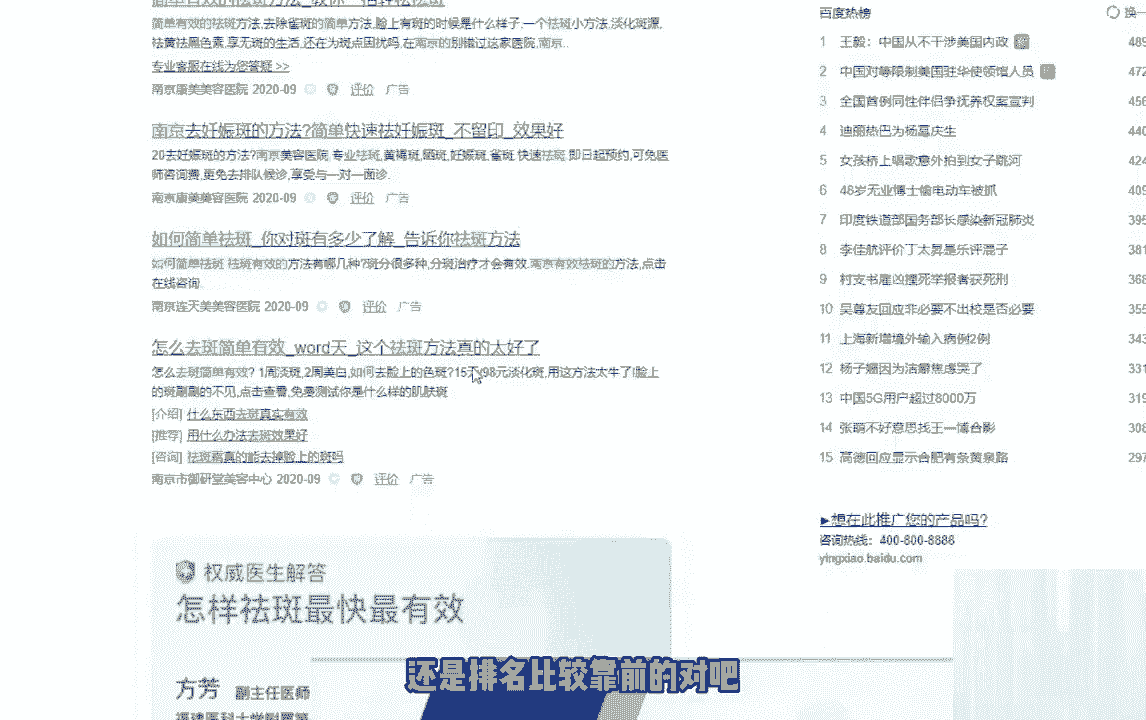 简单有效的祛斑方法,去除雀斑的简单方法,脸上有斑的时候是什么样子,一个祛斑小方法,淡化斑源,
祛黄祛黑色素,享无斑的生活,还在为斑点困扰吗,在南京的别错过这家医院,南京..
专业客服在线为您答疑 >>
南京康美美容医院 2020-09 评价 广告
南京去妊娠斑的方法?简单快速祛妊娠斑_不留印_效果好
20去妊娠斑的方法?南京美容医院,专业祛斑,黄褐斑,晒斑,妊娠斑,雀斑,快速祛斑,即日起预约,可免医
师咨询费,更免去排队候诊,享受与一对一面诊.
南京康美美容医院 2020-09 评价 广告
如何简单祛斑_你对斑有多少了解_告诉你祛斑方法
如何简单祛斑 祛斑有效的方法有哪几种?斑分很多种,分斑治疗才会有效.南京有效祛斑的方法,点击
在线咨询.
南京连天美美容医院 2020-09 评价 广告
怎么去斑简单有效_word天_这个祛斑方法真的太好了
怎么去斑简单有效? 1周淡斑,2周美白,如何去脸上的色斑?15天,98元淡化斑,用这方法太牛了!脸上
的斑唰唰的不见,点击查看,免费测试你是什么样的肌肤斑
[介绍] 什么东西去斑真实有效
[推荐] 用什么办法去斑效果好
[咨询] 祛斑霜真的能去掉脸上的斑吗
南京市御研堂美容中心 2020-09 评价 广告
权威医生解答
怎样祛斑最快最有效
方芳 副主任医师
百度热榜 换一
1 王毅：中国从不干涉美国内政 485
2 中国对等限制美国驻华使领馆人员 472
3 全国首例同性伴侣争抚养权案宣判 456
4 迪丽热巴为杨幂庆生 440
5 女孩桥上唱歌意外拍到女子跳河 424
6 48岁无业博士偷电动车被抓 409
7 印度铁道部国务部长感染新冠肺炎 395
8 李佳航评价丁太昇是乐评混子 381
9 村支书雇凶撞死举报者获死刑 368
10 吴尊友回应非必要不出校是否必要 355
11 上海新增境外输入病例2例 343
12 杨子姗因为洁癖焦虑哭了 331
13 中国5G用户超过8000万 319
14 张萌不好意思找王一博合影 308
15 高德回应显示合肥有条黄泉路 297
▶想在此推广您的产品吗?
咨询热线：400-800-8888
yingxiao.baidu.com
还是排名比较靠前的对吧